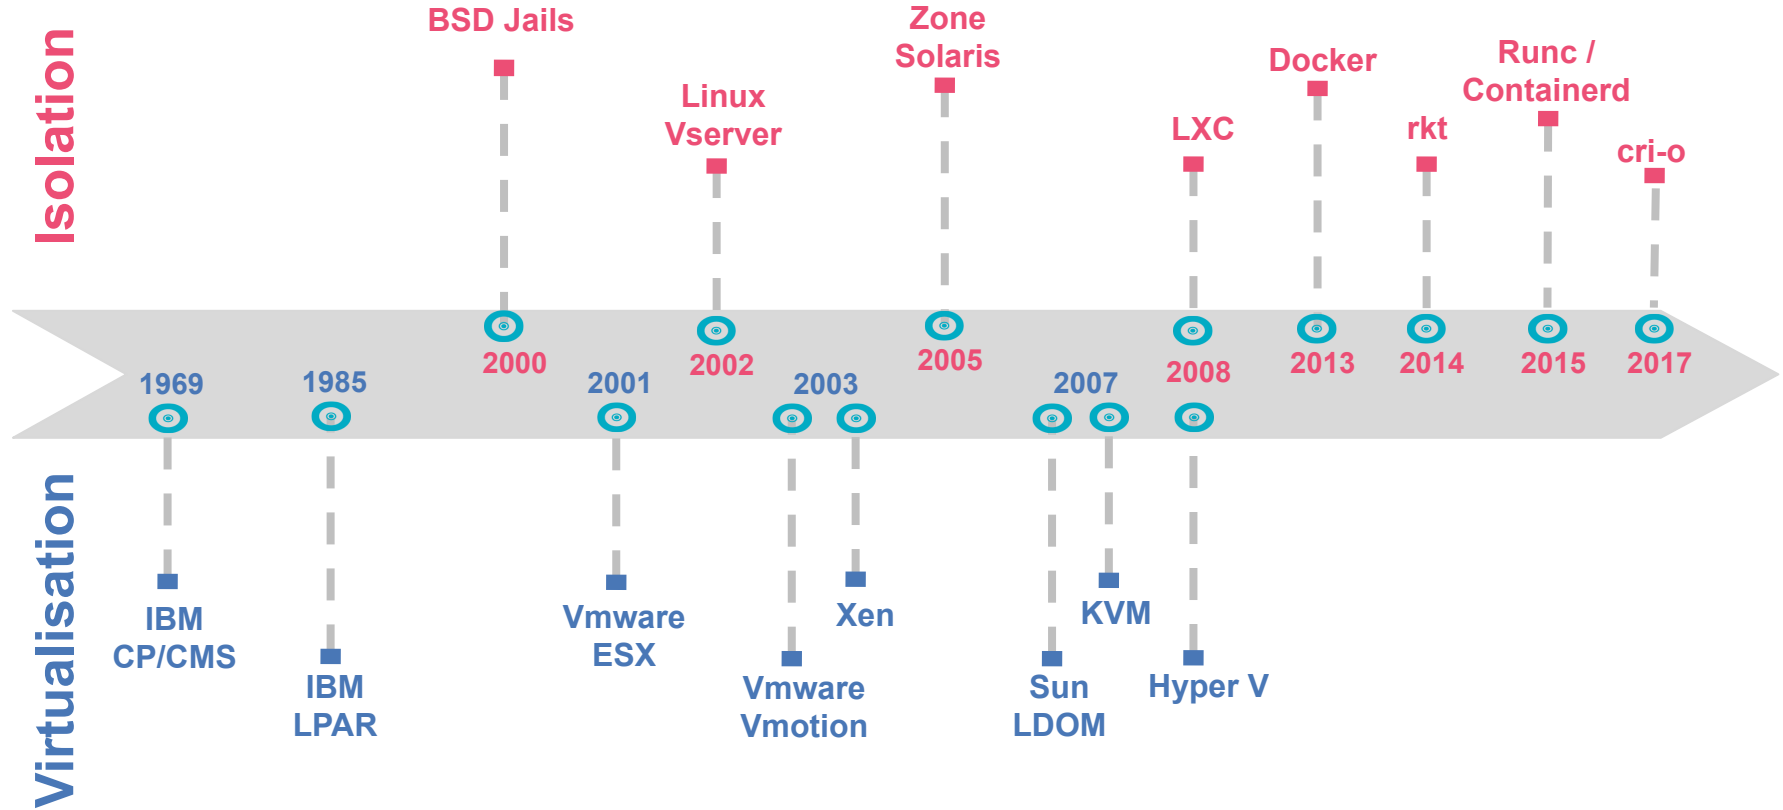 Isolation
BSD Jails
Linux
Vserver
Zone
Solaris
LXC
Docker
rkt
Runc /
Containerd
cri-o
2000
2002
2005
2008
2013
2014
2015
2017
1969
1985
2001
2003
2007
Virtualisation
IBM
CP/CMS
IBM
LPAR
Vmware
ESX
Vmware
Vmotion
Xen
Sun
LDOM
KVM
Hyper V